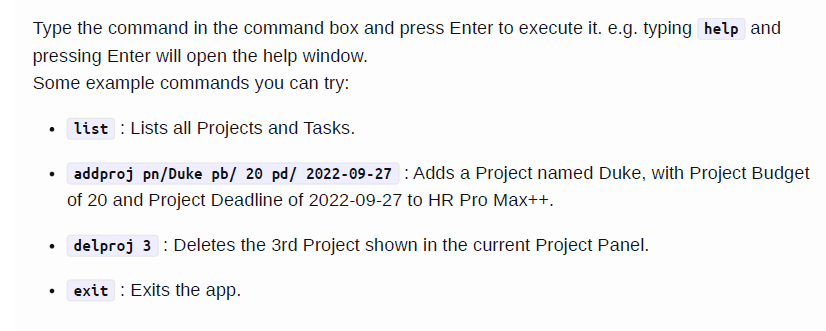 Type the command in the command box and press Enter to execute it. e.g. typing help and
pressing Enter will open the help window.
Some example commands you can try:
• list : Lists all Projects and Tasks.
• addproj pn/Duke pb/ 20 pd/ 2022-09-27 : Adds a Project named Duke, with Project Budget
of 20 and Project Deadline of 2022-09-27 to HR Pro Max++.
• delproj 3 : Deletes the 3rd Project shown in the current Project Panel.
• exit : Exits the app.